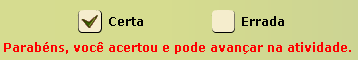 Certa Errada
Parabéns, você acertou e pode avançar na atividade.